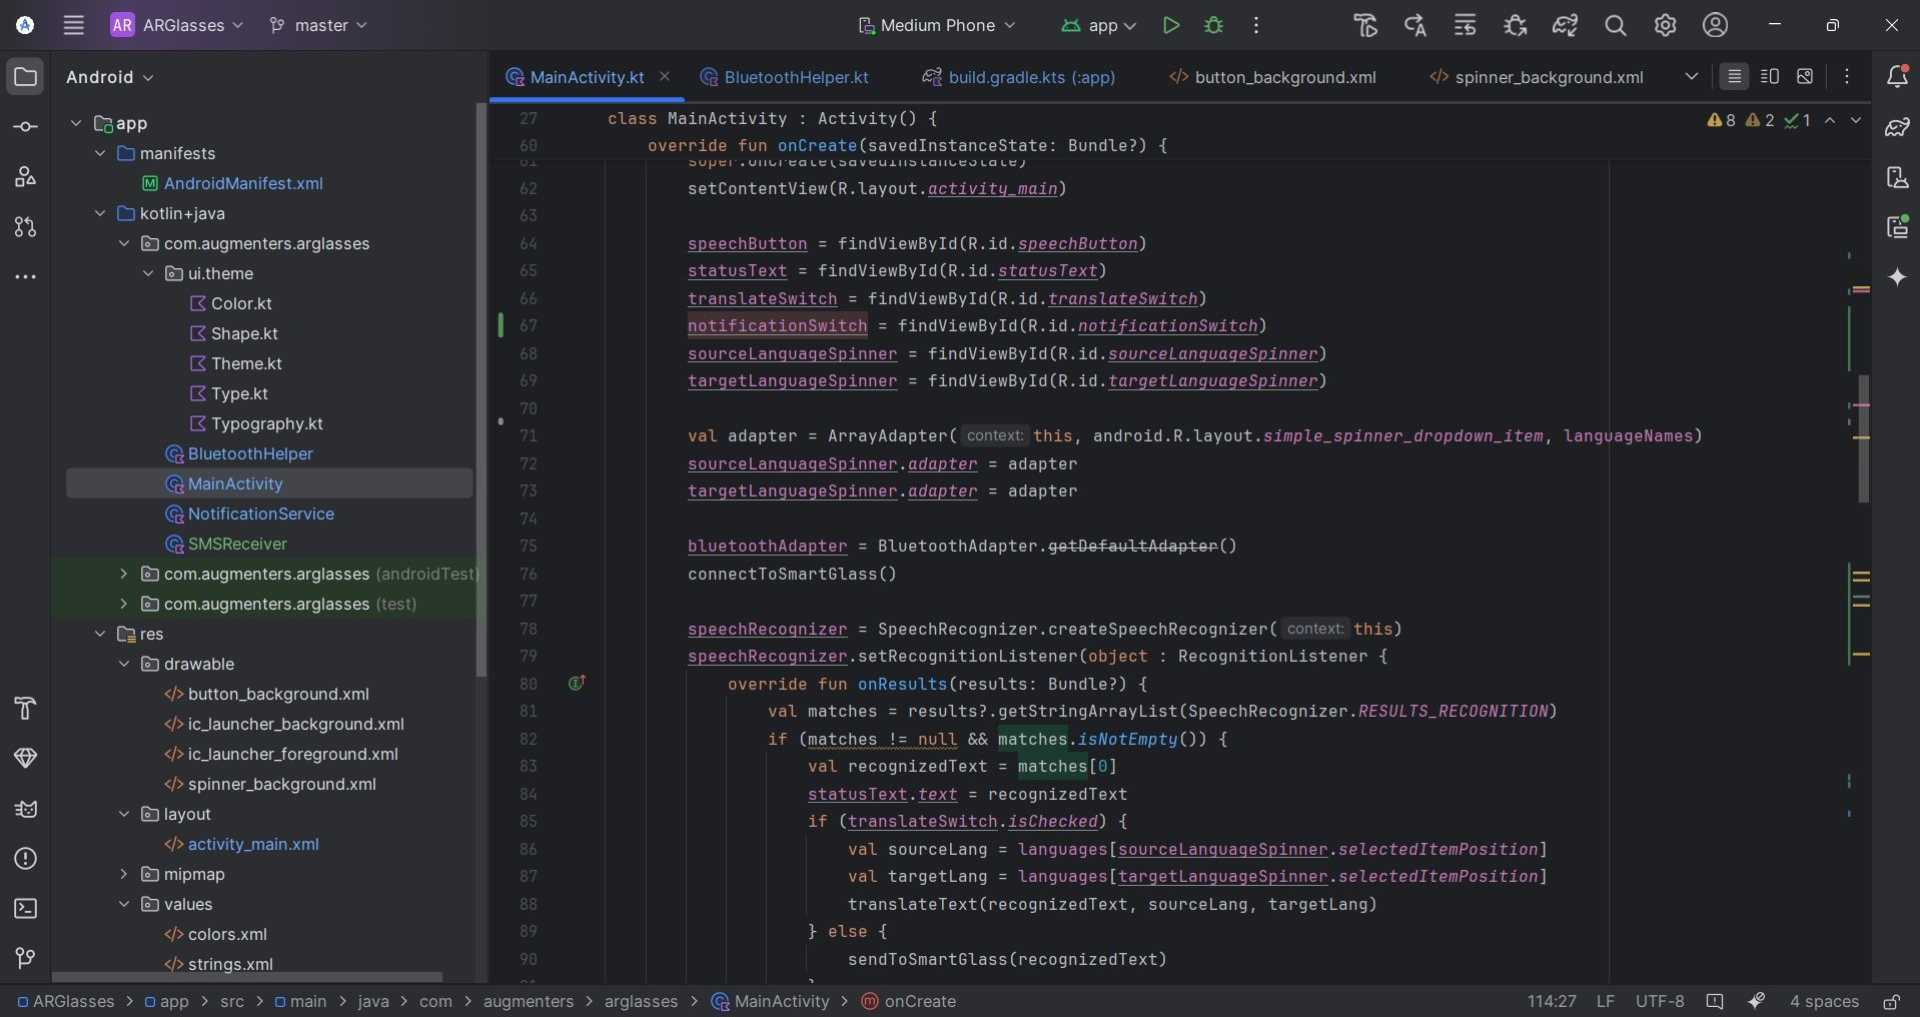 AR ARGlasses master Medium Phone app
Android
MainActivity.kt BluetoothHelper.kt build.gradle.kts (:app) button_background.xml spinner_background.xml
app
manifests
AndroidManifest.xml
kotlin+java
com.augmenters.arglasses
ui.theme
Color.kt
Shape.kt
Theme.kt
Type.kt
Typography.kt
BluetoothHelper
MainActivity
NotificationService
SMSReceiver
com.augmenters.arglasses (androidTest)
com.augmenters.arglasses (test)
res
drawable
button_background.xml
ic_launcher_background.xml
ic_launcher_foreground.xml
spinner_background.xml
layout
activity_main.xml
mipmap
values
colors.xml
strings.xml
8 2 1
27 class MainActivity : Activity() {
60 override fun onCreate(savedInstanceState: Bundle?) {
61 super.onCreate(savedInstanceState)
62 setContentView(R.layout.activity_main)
63
64 speechButton = findViewById(R.id.speechButton)
65 statusText = findViewById(R.id.statusText)
66 translateSwitch = findViewById(R.id.translateSwitch)
67 notificationSwitch = findViewById(R.id.notificationSwitch)
68 sourceLanguageSpinner = findViewById(R.id.sourceLanguageSpinner)
69 targetLanguageSpinner = findViewById(R.id.targetLanguageSpinner)
70
71 val adapter = ArrayAdapter( context: this, android.R.layout.simple_spinner_dropdown_item, languageNames)
72 sourceLanguageSpinner.adapter = adapter
73 targetLanguageSpinner.adapter = adapter
74
75 bluetoothAdapter = BluetoothAdapter.getDefaultAdapter()
76 connectToSmartGlass()
77
78 speechRecognizer = SpeechRecognizer.createSpeechRecognizer( context: this)
79 speechRecognizer.setRecognitionListener(object : RecognitionListener {
80 override fun onResults(results: Bundle?) {
81 val matches = results?.getStringArrayList(SpeechRecognizer.RESULTS_RECOGNITION)
82 if (matches != null && matches.isNotEmpty()) {
83 val recognizedText = matches[0]
84 statusText.text = recognizedText
85 if (translateSwitch.isChecked) {
86 val sourceLang = languages[sourceLanguageSpinner.selectedItemPosition]
87 val targetLang = languages[targetLanguageSpinner.selectedItemPosition]
88 translateText(recognizedText, sourceLang, targetLang)
89 } else {
90 sendToSmartGlass(recognizedText)
ARGlasses > app > src > main > java > com > augmenters > arglasses > MainActivity > onCreate
114:27 LF UTF-8 4 spaces